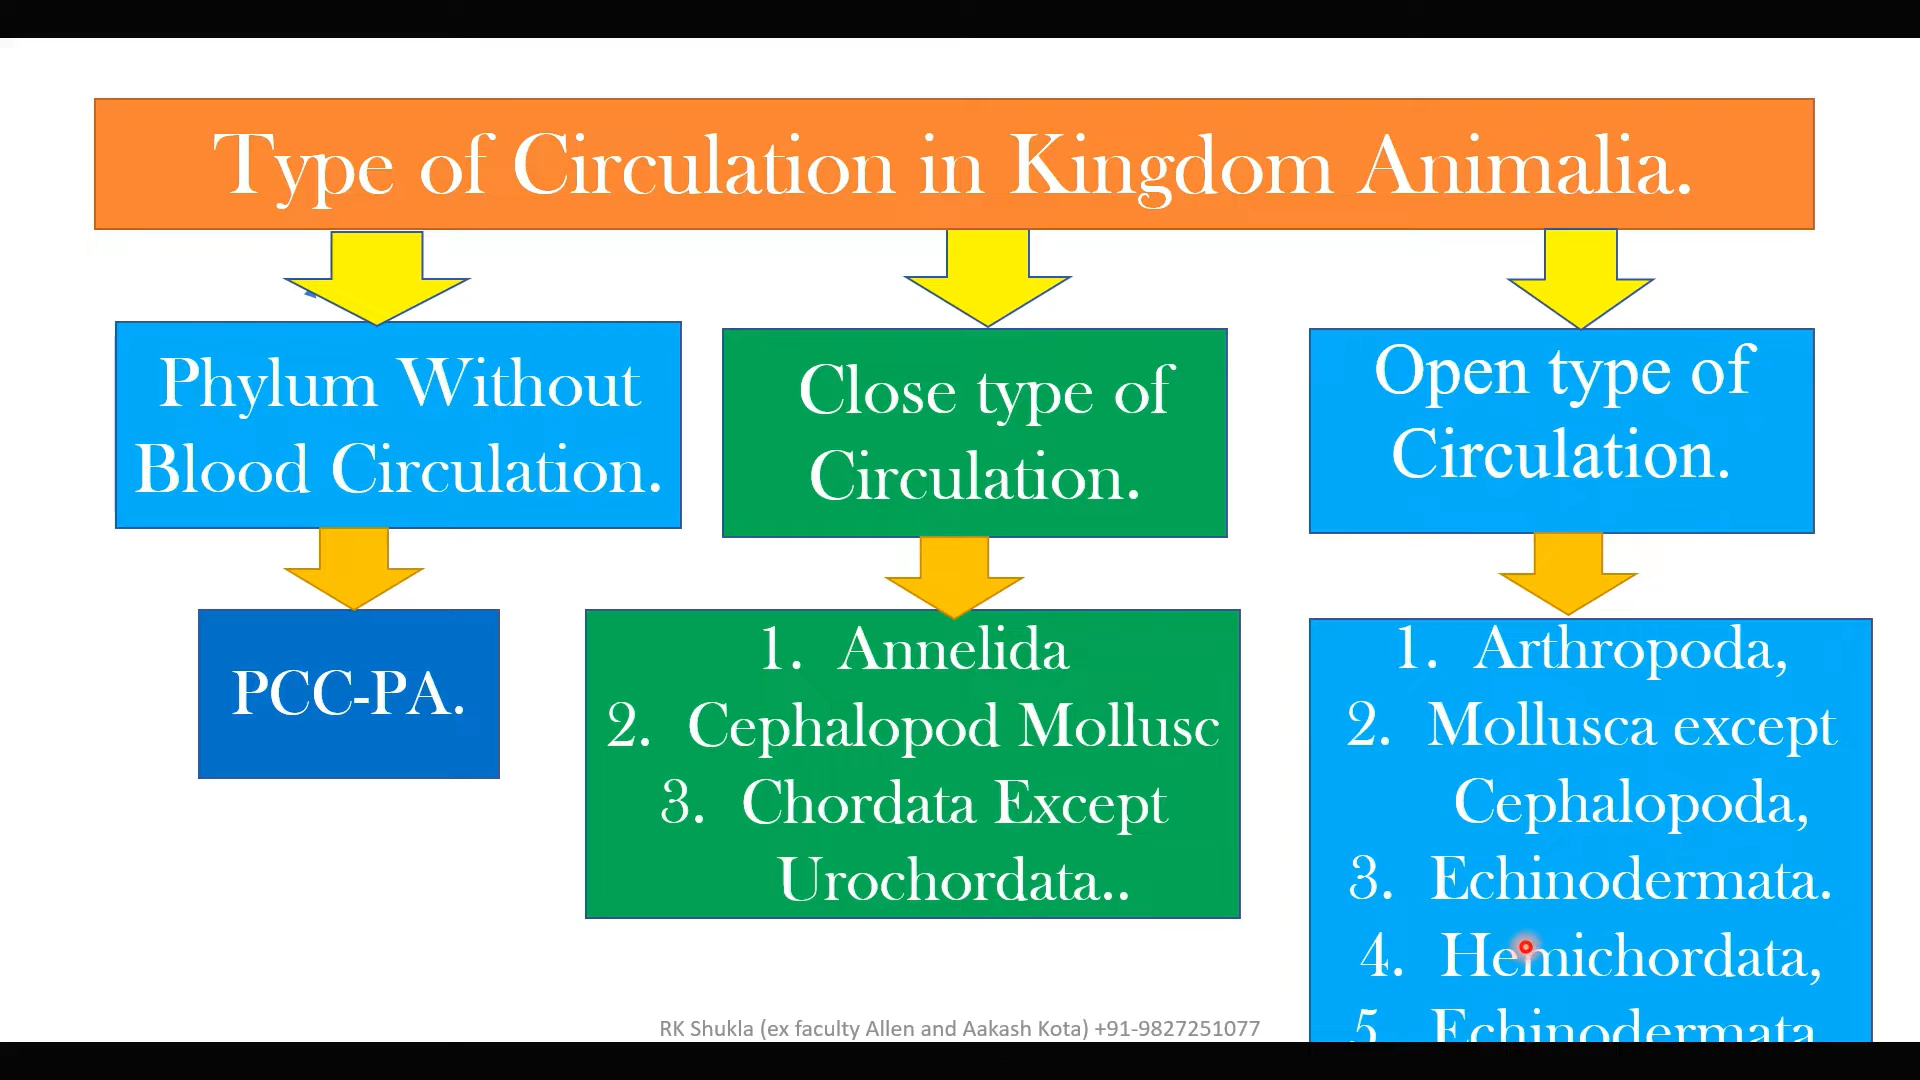 Type of Circulation in Kingdom Animalia.
Phylum Without
Blood Circulation.
PCC-PA.
Close type of
Circulation.
1. Annelida
2. Cephalopod Mollusc
3. Chordata Except
Urochordata..
Open type of
Circulation.
1. Arthropoda,
2. Mollusca except
Cephalopoda,
3. Echinodermata.
4. Hemichordata,
5. Echinodermata
RK Shukla (ex faculty Allen and Aakash Kota) +91-9827251077